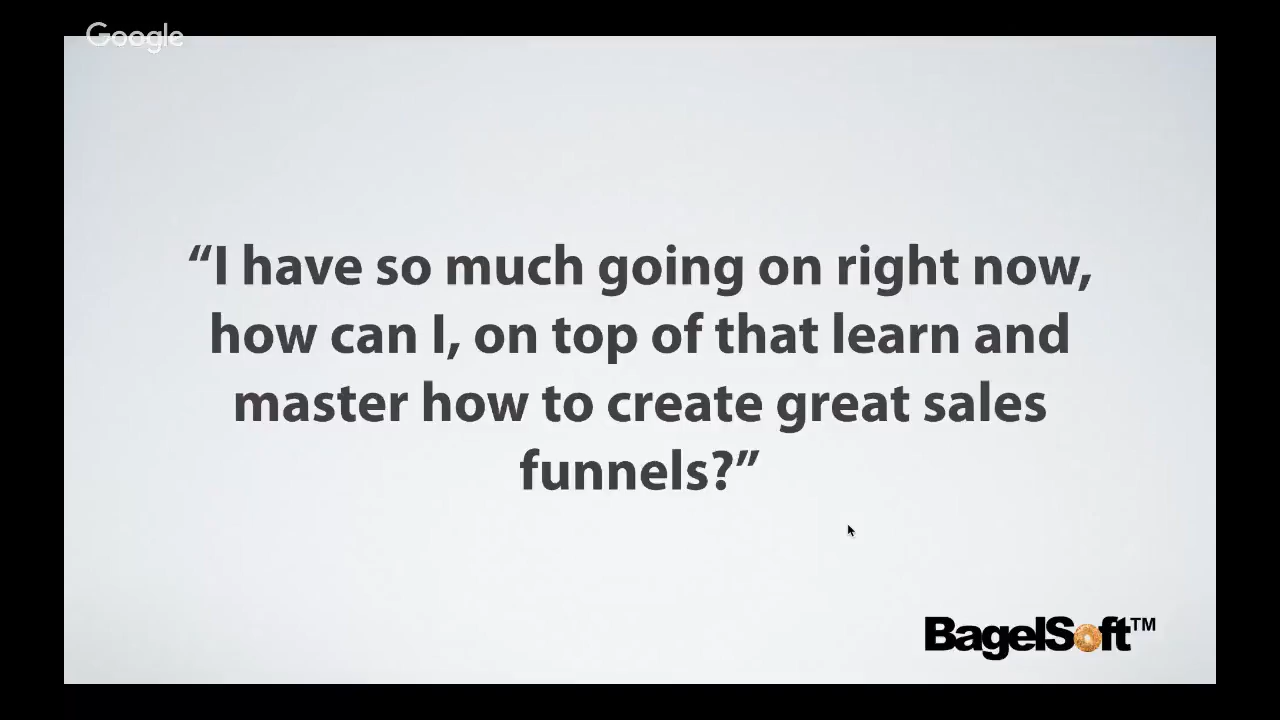 Google
“I have so much going on right now,
how can I, on top of that learn and
master how to create great sales
funnels?”
BagelSoft™